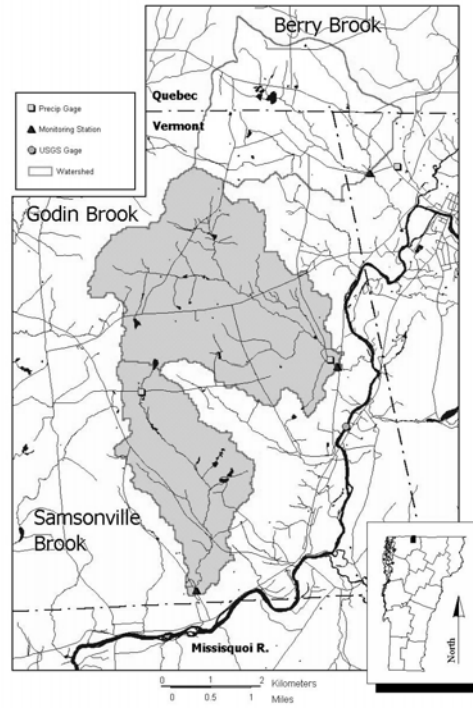 Berry Brook
Quebec
Vermont
Precip Gage
Monitoring Station
USGS Gage
Watershed
Godin Brook
Samsonville
Brook
Missisquoi R.
North
1 0 1 2 Kilometers
0 0.5 1 Miles